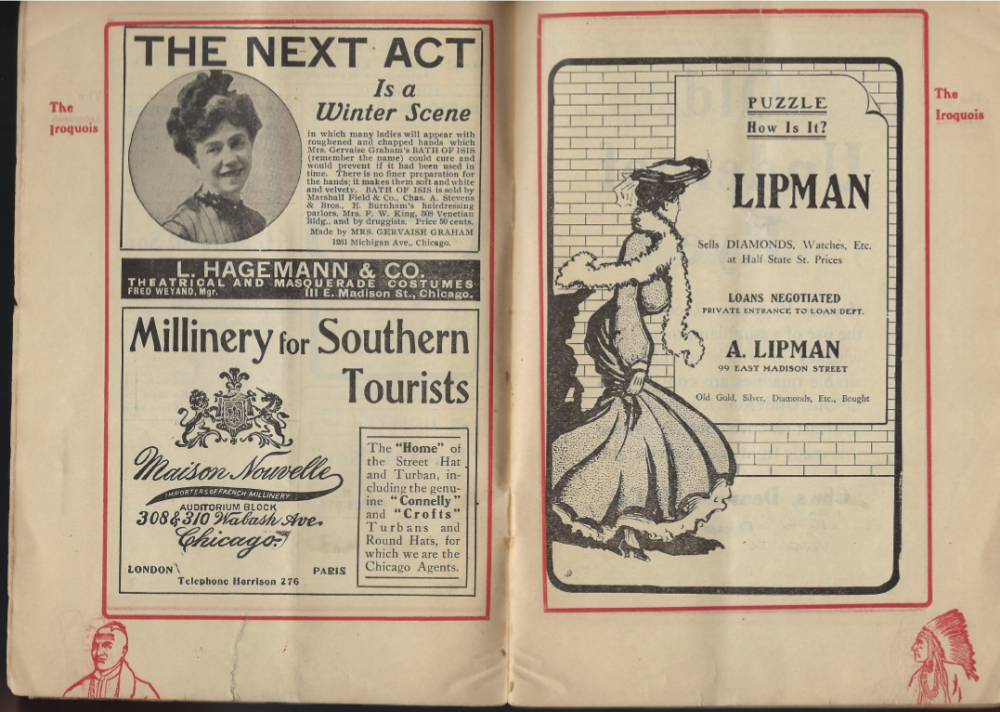 The
Iroquois
THE NEXT ACT
Is a
Winter Scene
in which many ladies will appear with
roughened and chapped hands which
Mrs. Gervaise Graham's BATH OF ISIS
(remember the name) could cure and
would prevent if it had been used in
time. There is no finer preparation for
the hands; it makes them soft and white
and velvety. BATH OF ISIS is sold by
Marshall Field & Co., Chas. A. Stevens
& Bros., E. Burnham's hairdressing
parlors, Mrs. F. W. King, 808 Venetian
Bldg., and by druggists. Price 50 cents.
Made by MRS. GERVAISE GRAHAM
1261 Michigan Ave., Chicago.
L. HAGEMANN & CO.
THEATRICAL AND MASQUERADE COSTUMES
FRED WEYAND, Mgr. 111 E. Madison St., Chicago.
Millinery for Southern
Tourists
Maison Nouvelle
IMPORTERS OF FRENCH MILLINERY
AUDITORIUM BLOCK
308 & 310 Wabash Ave.
Chicago.
LONDON PARIS
Telephone Harrison 276
The "Home" of
the Street Hat
and Turban, in-
cluding the genu-
ine "Connelly"
and "Crofts"
Turbans and
Round Hats, for
which we are the
Chicago Agents.
The
Iroquois
PUZZLE
How Is It?
LIPMAN
Sells DIAMONDS, Watches, Etc.
at Half State St. Prices
LOANS NEGOTIATED
PRIVATE ENTRANCE TO LOAN DEPT.
A. LIPMAN
99 EAST MADISON STREET
Old Gold, Silver, Diamonds, Etc., Bought